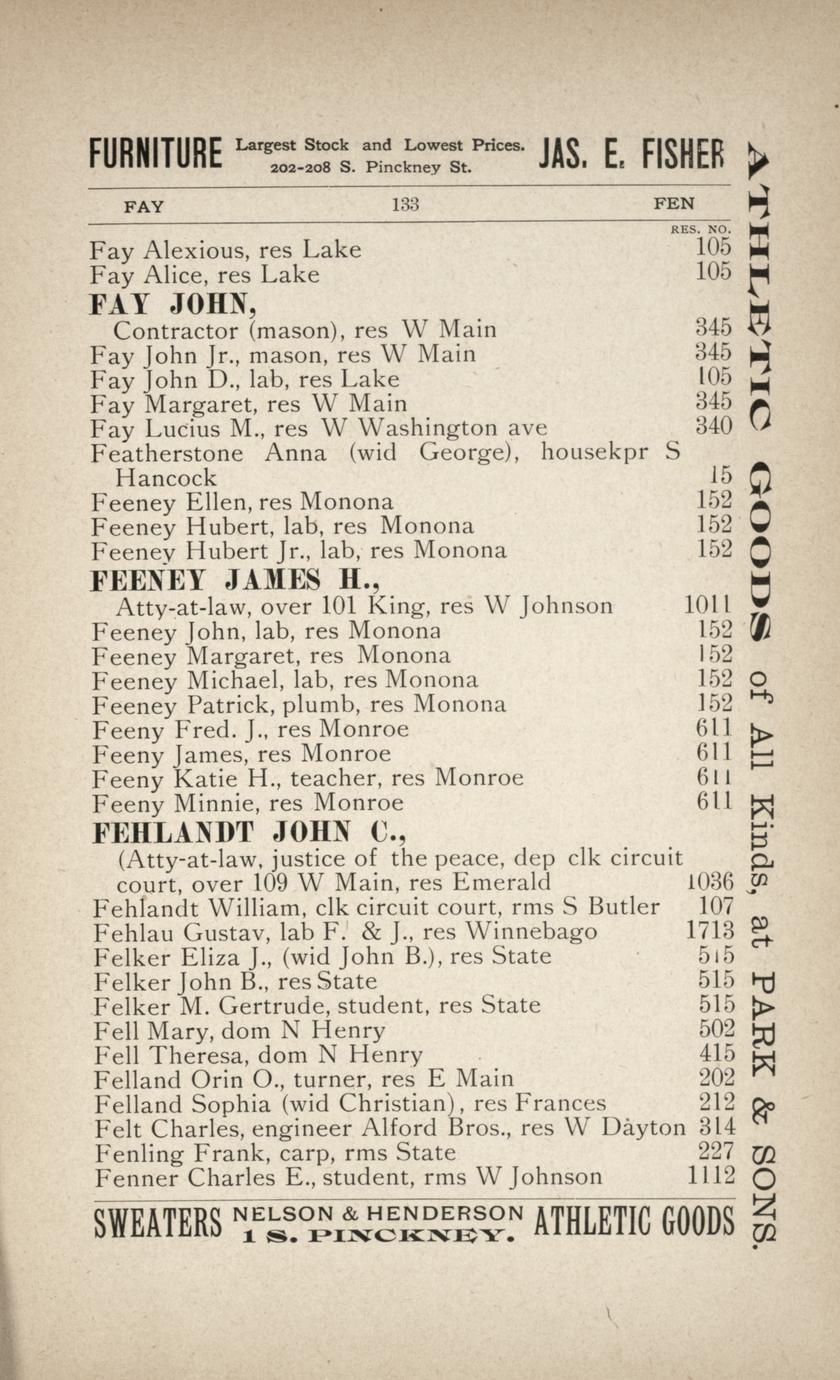 FURNITURE Largest Stock and Lowest Prices. 202-208 S. Pinckney St. JAS. E. FISHER
FAY 133 FEN
RES. NO.
Fay Alexious, res Lake 105
Fay Alice, res Lake 105
FAY JOHN,
Contractor (mason), res W Main 345
Fay John Jr., mason, res W Main 345
Fay John D., lab, res Lake 105
Fay Margaret, res W Main 345
Fay Lucius M., res W Washington ave 340
Featherstone Anna (wid George), housekpr S
Hancock 15
Feeney Ellen, res Monona 152
Feeney Hubert, lab, res Monona 152
Feeney Hubert Jr., lab, res Monona 152
FEENEY JAMES H.,
Atty-at-law, over 101 King, res W Johnson 1011
Feeney John, lab, res Monona 152
Feeney Margaret, res Monona 152
Feeney Michael, lab, res Monona 152
Feeney Patrick, plumb, res Monona 152
Feeny Fred. J., res Monroe 611
Feeny James, res Monroe 611
Feeny Katie H., teacher, res Monroe 611
Feeny Minnie, res Monroe 611
FEHLANDT JOHN C.,
(Atty-at-law, justice of the peace, dep clk circuit
court, over 109 W Main, res Emerald 1036
Fehlandt William, clk circuit court, rms S Butler 107
Fehlau Gustav, lab F. & J., res Winnebago 1713
Felker Eliza J., (wid John B.), res State 515
Felker John B., res State 515
Felker M. Gertrude, student, res State 515
Fell Mary, dom N Henry 502
Fell Theresa, dom N Henry 415
Felland Orin O., turner, res E Main 202
Felland Sophia (wid Christian), res Frances 212
Felt Charles, engineer Alford Bros., res W Dayton 314
Fenling Frank, carp, rms State 227
Fenner Charles E., student, rms W Johnson 1112
SWEATERS NELSON & HENDERSON 1 S. PINCKNEY. ATHLETIC GOODS
ATHLETIC GOODS of All Kinds, at PARK & SONS.